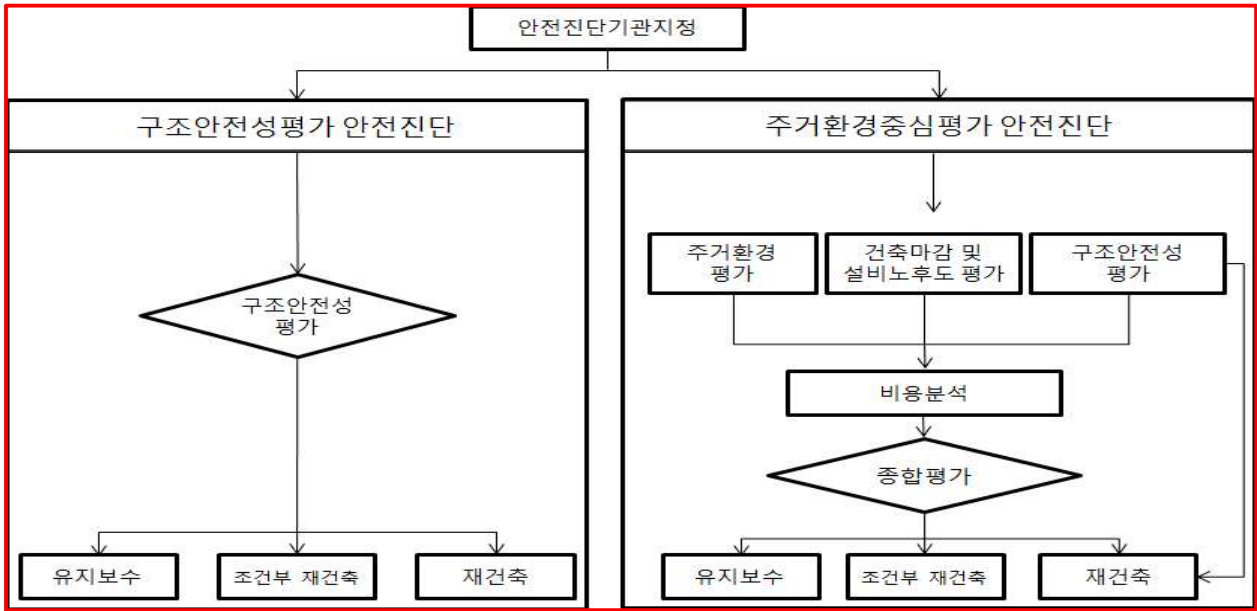 안전진단기관지정
구조안전성평가 안전진단
구조안전성
평가
유지보수
조건부 재건축
재건축
주거환경중심평가 안전진단
주거환경
평가
건축마감 및
설비노후도 평가
구조안전성
평가
비용분석
종합평가
유지보수
조건부 재건축
재건축